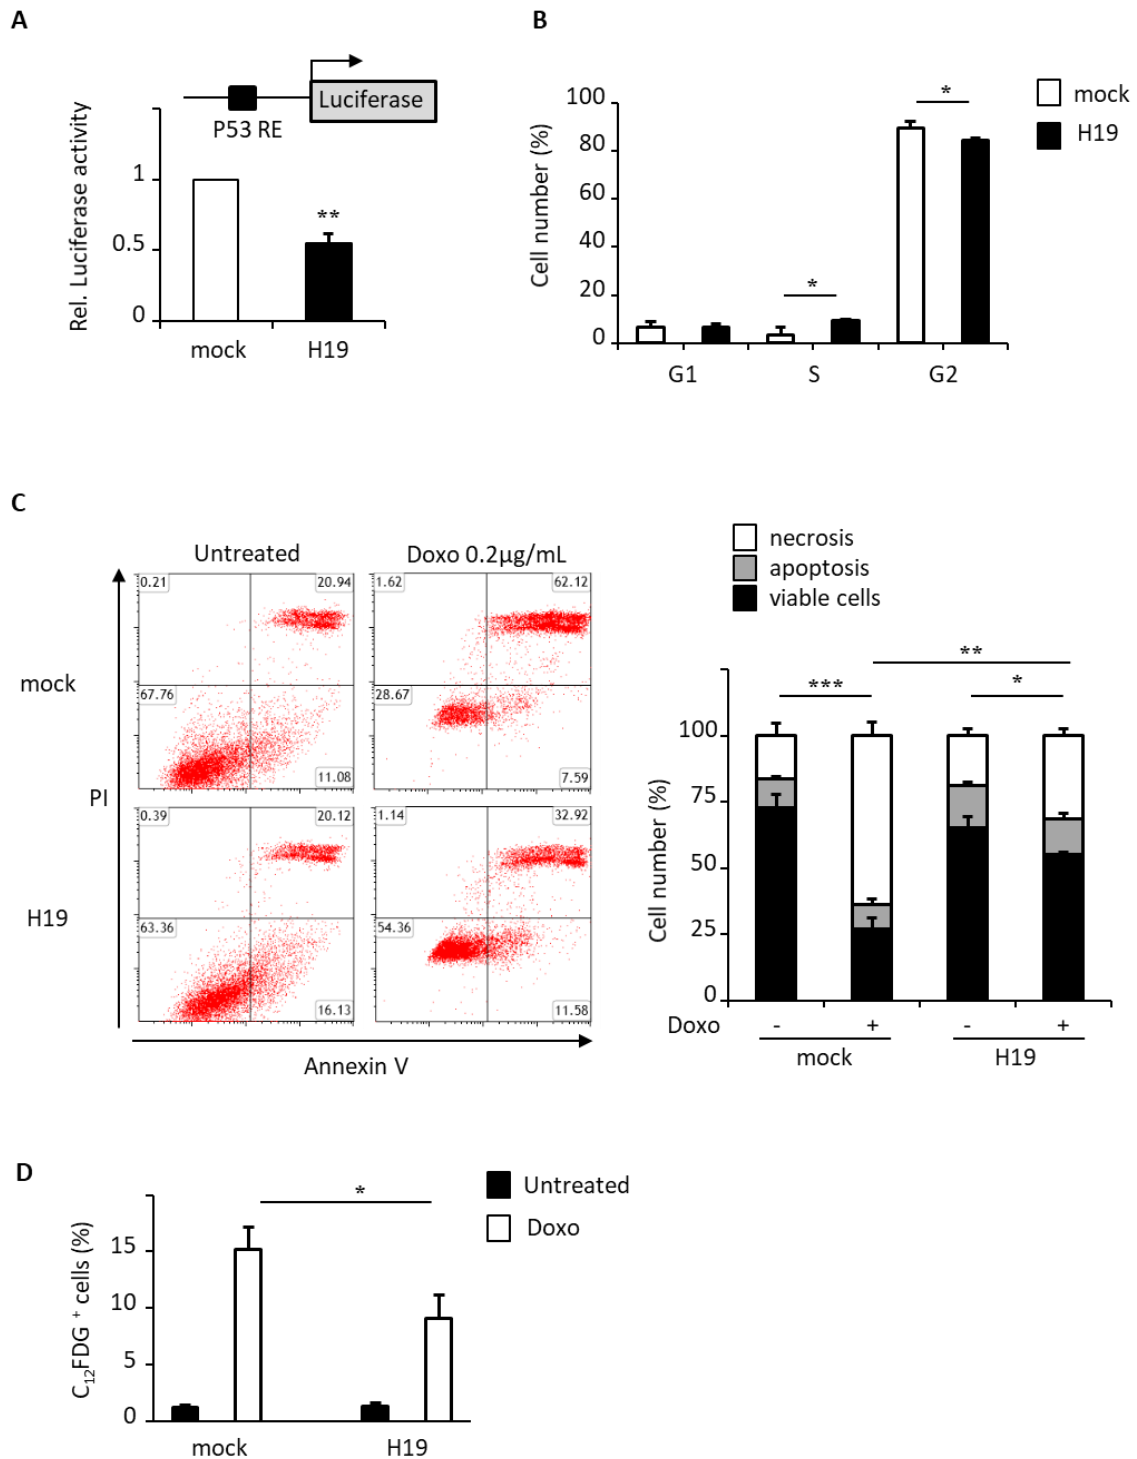 A
Luciferase
P53 RE
Rel. Luciferase activity
1
0.5
0
**
mock H19
B
Cell number (%)
100
80
60
40
20
0
*
*
G1 S G2
mock
H19
C
Untreated Doxo 0.2µg/mL
mock
0.21 20.94 1.62 62.12
67.76 11.08 28.67 7.59
PI
H19
0.39 20.12 1.14 32.92
63.36 16.13 54.36 11.58
Annexin V
necrosis
apoptosis
viable cells
**
*** *
Cell number (%)
100
75
50
25
0
Doxo - + - +
mock H19
D
C12FDG + cells (%)
15
10
5
0
*
mock H19
Untreated
Doxo